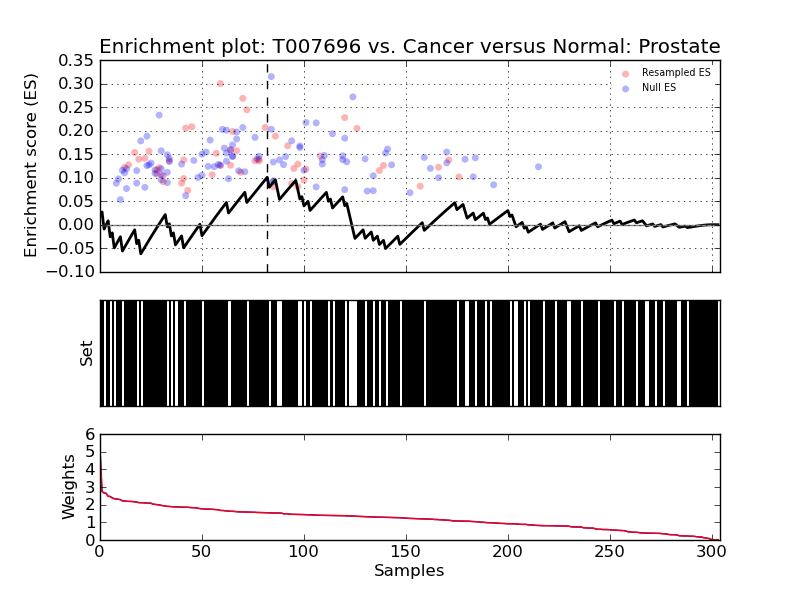 Enrichment plot: T007696 vs. Cancer versus Normal: Prostate
0.35
0.30
0.25
0.20
0.15
0.10
0.05
0.00
−0.05
−0.10
Enrichment score (ES)
Resampled ES
Null ES
Set
6
5
4
3
2
1
0
Weights
0 50 100 150 200 250 300
Samples